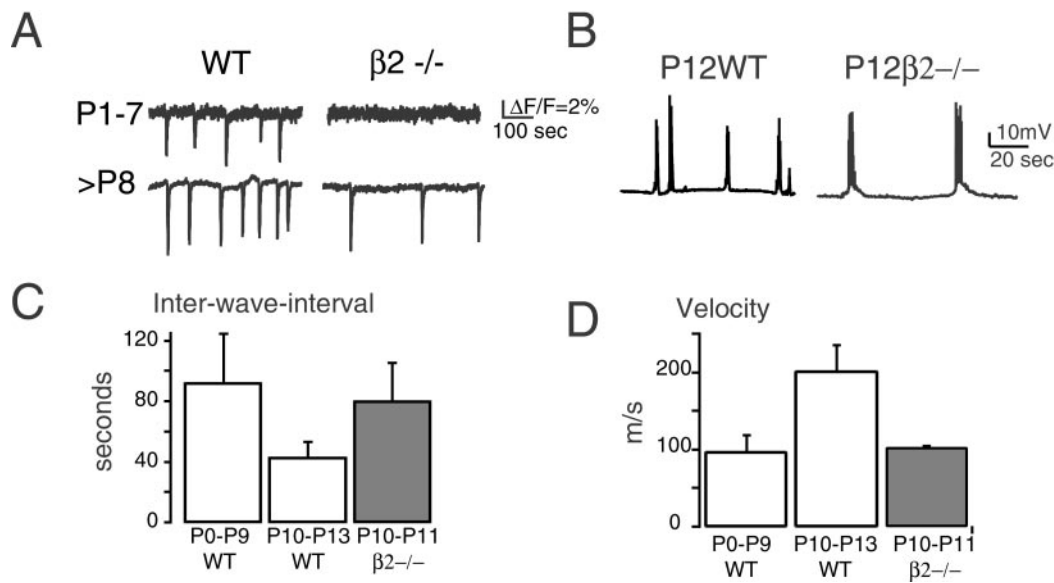 A
WT
β2 -/-
P1-7
ΔF/F=2%
100 sec
>P8
B
P12WT
P12β2−/−
10mV
20 sec
C
Inter-wave-interval
seconds
120
80
40
0
P0-P9
WT
P10-P13
WT
P10-P11
β2−/−
D
Velocity
m/s
200
100
0
P0-P9
WT
P10-P13
WT
P10-P11
β2−/−